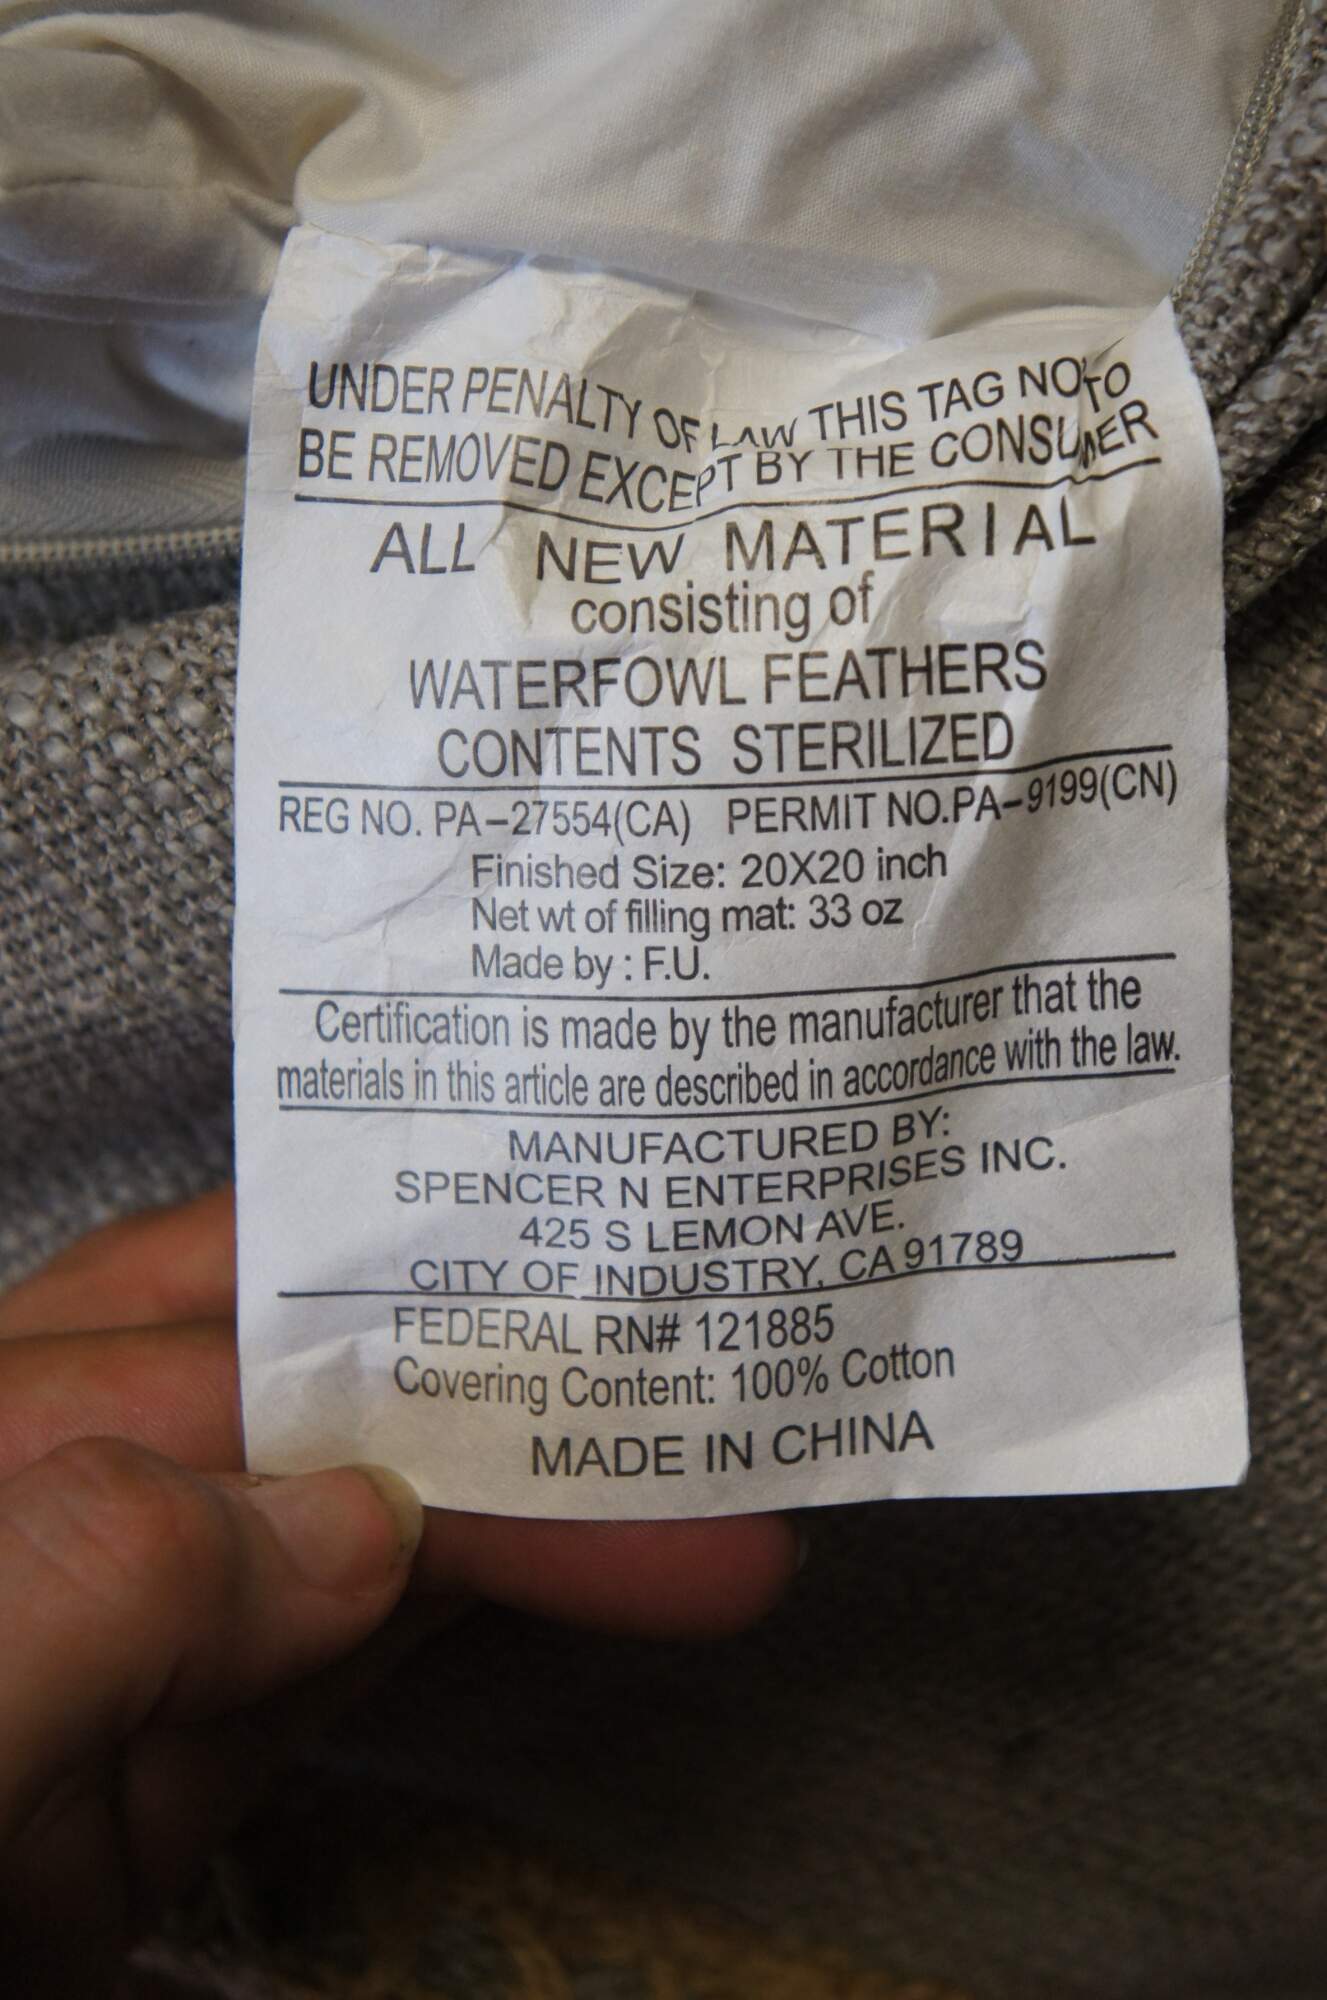 UNDER PENALTY OF LAW THIS TAG NOT TO
BE REMOVED EXCEPT BY THE CONSUMER
ALL NEW MATERIAL
consisting of
WATERFOWL FEATHERS
CONTENTS STERILIZED
REG NO. PA-27554(CA) PERMIT NO.PA-9199(CN)
Finished Size: 20X20 inch
Net wt of filling mat: 33 oz
Made by : F.U.
Certification is made by the manufacturer that the
materials in this article are described in accordance with the law.
MANUFACTURED BY:
SPENCER N ENTERPRISES INC.
425 S LEMON AVE.
CITY OF INDUSTRY, CA 91789
FEDERAL RN# 121885
Covering Content: 100% Cotton
MADE IN CHINA